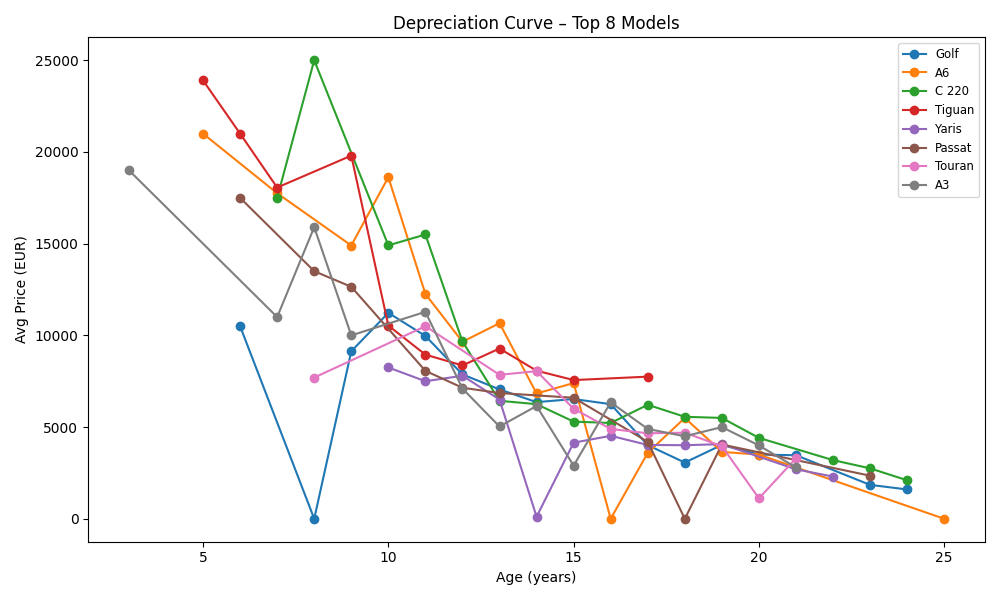 Depreciation Curve – Top 8 Models
Golf
A6
C 220
Tiguan
Yaris
Passat
Touran
A3
25000
20000
15000
10000
5000
0
Avg Price (EUR)
5
10
15
20
25
Age (years)